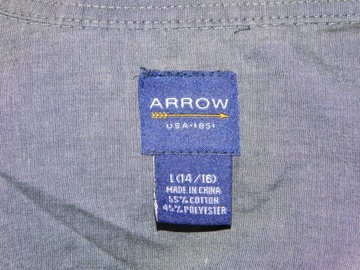 ARROW
USA•1851
L(14/16)
MADE IN CHINA
55% COTTON
45% POLYESTER